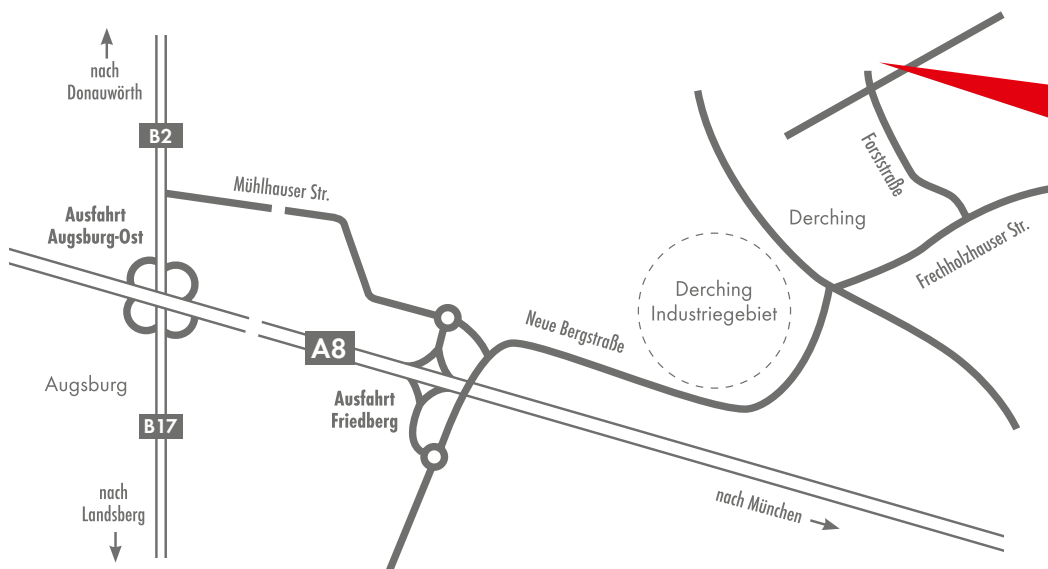 nach
Donauwörth
B2
Mühlhauser Str.
Ausfahrt
Augsburg-Ost
Forststraße
Derching
Frechholzhauser Str.
Derching
Industriegebiet
Neue Bergstraße
A8
Augsburg
Ausfahrt
Friedberg
B17
nach
Landsberg
nach München